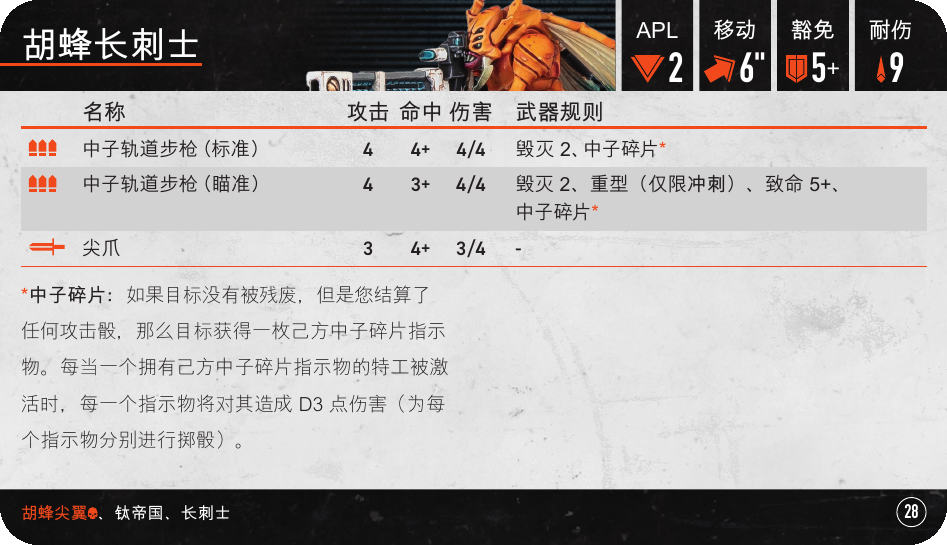 胡蜂长刺士
APL 移动 豁免 耐伤
2 6" 5+ 9
名称 攻击 命中 伤害 武器规则
中子轨道步枪（标准） 4 4+ 4/4 毁灭 2、中子碎片*
中子轨道步枪（瞄准） 4 3+ 4/4 毁灭 2、重型（仅限冲刺）、致命 5+、
中子碎片*
尖爪 3 4+ 3/4 -
*中子碎片：如果目标没有被残废，但是您结算了
任何攻击骰，那么目标获得一枚己方中子碎片指示
物。每当一个拥有己方中子碎片指示物的特工被激
活时，每一个指示物将对其造成 D3 点伤害（为每
个指示物分别进行掷骰）。
胡蜂尖翼、钛帝国、长刺士
28